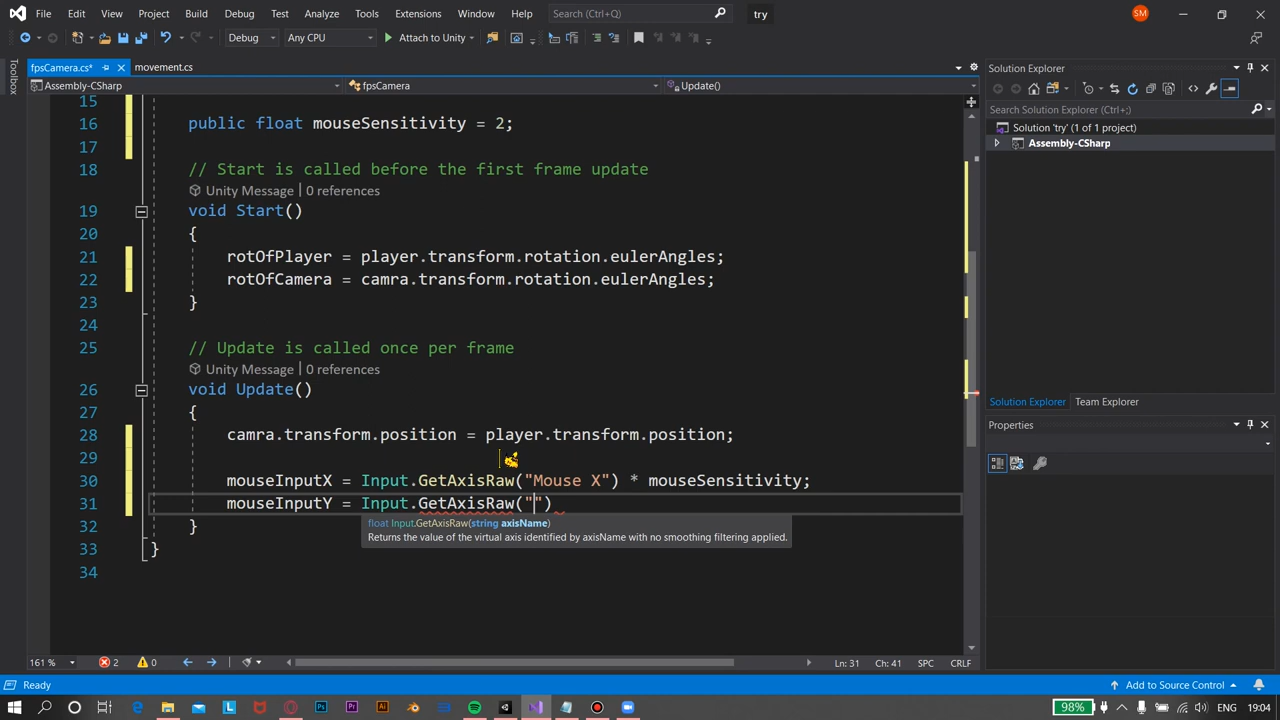 File Edit View Project Build Debug Test Analyze Tools Extensions Window Help Search (Ctrl+Q) try SM
Debug Any CPU Attach to Unity
fpsCamera.cs* movement.cs
Toolbox
Assembly-CSharp fpsCamera Update()
15
16 public float mouseSensitivity = 2;
17
18 // Start is called before the first frame update
Unity Message | 0 references
19 void Start()
20 {
21 rotOfPlayer = player.transform.rotation.eulerAngles;
22 rotOfCamera = camra.transform.rotation.eulerAngles;
23 }
24
25 // Update is called once per frame
Unity Message | 0 references
26 void Update()
27 {
28 camra.transform.position = player.transform.position;
29
30 mouseInputX = Input.GetAxisRaw("Mouse X") * mouseSensitivity;
31 mouseInputY = Input.GetAxisRaw("")
float Input.GetAxisRaw(string axisName)
Returns the value of the virtual axis identified by axisName with no smoothing filtering applied.
32 }
33 }
34
Solution Explorer
Search Solution Explorer (Ctrl+;)
Solution 'try' (1 of 1 project)
Assembly-CSharp
Solution Explorer Team Explorer
Properties
161 % 2 0 Ln: 31 Ch: 41 SPC CRLF
Ready Add to Source Control
98% 19:04